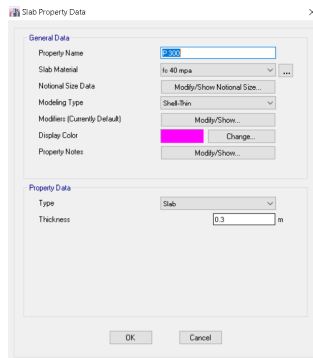 Slab Property Data
General Data
Property Name P 300
Slab Material fc 40 mpa ...
Notional Size Data Modify/Show Notional Size...
Modeling Type Shell-Thin
Modifiers (Currently Default) Modify/Show...
Display Color Change...
Property Notes Modify/Show...
Property Data
Type Slab
Thickness 0.3 m
OK Cancel